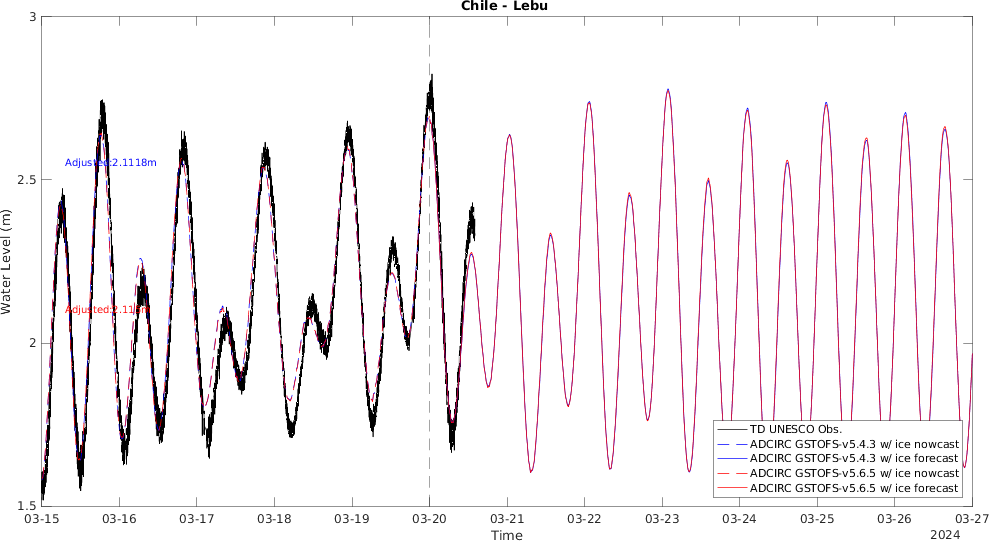 Chile - Lebu
3
2.5
2
1.5
Water Level (m)
Adjusted:2.1118m
Adjusted:2.118m
TD UNESCO Obs.
ADCIRC GSTOFS-v5.4.3 w/ ice nowcast
ADCIRC GSTOFS-v5.4.3 w/ ice forecast
ADCIRC GSTOFS-v5.6.5 w/ ice nowcast
ADCIRC GSTOFS-v5.6.5 w/ ice forecast
03-15 03-16 03-17 03-18 03-19 03-20 03-21 03-22 03-23 03-24 03-25 03-26 03-27
Time
2024